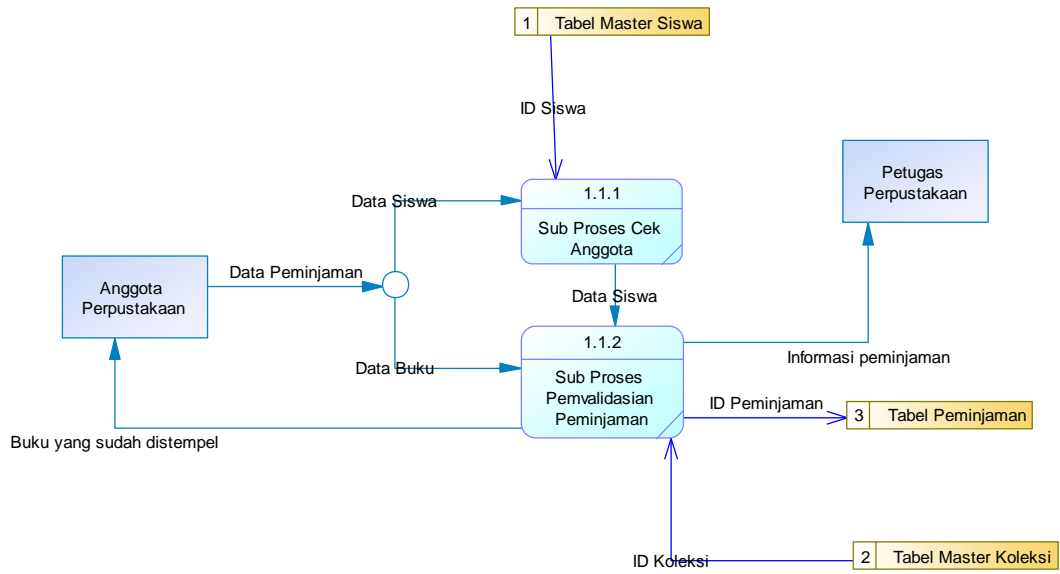 1 Tabel Master Siswa
ID Siswa
Petugas
Perpustakaan
1.1.1
Data Siswa
Sub Proses Cek
Anggota
Data Peminjaman
Anggota
Perpustakaan
Data Siswa
1.1.2
Informasi peminjaman
Data Buku
Sub Proses
Pemvalidasian
Peminjaman
ID Peminjaman
3 Tabel Peminjaman
Buku yang sudah distempel
ID Koleksi
2 Tabel Master Koleksi